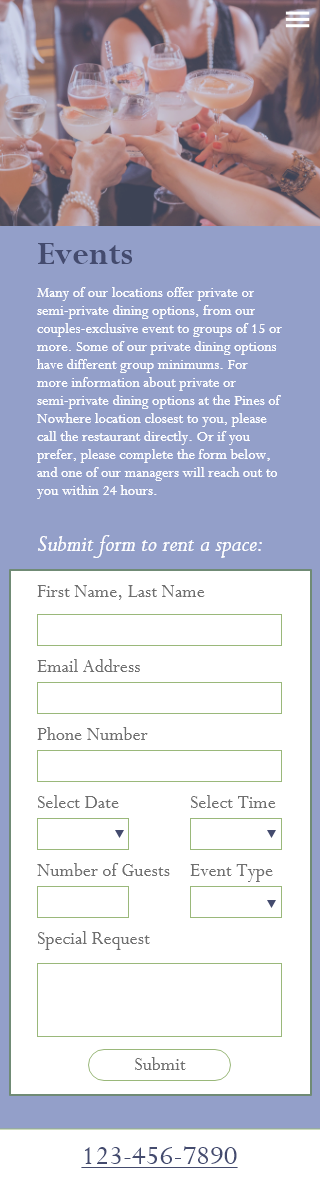 Events
Many of our locations offer private or
semi-private dining options, from our
couples-exclusive event to groups of 15 or
more. Some of our private dining options
have different group minimums. For
more information about private or
semi-private dining options at the Pines of
Nowhere location closest to you, please
call the restaurant directly. Or if you
prefer, please complete the form below,
and one of our managers will reach out to
you within 24 hours.
Submit form to rent a space:
First Name, Last Name
Email Address
Phone Number
Select Date Select Time
Number of Guests Event Type
Special Request
Submit
123-456-7890